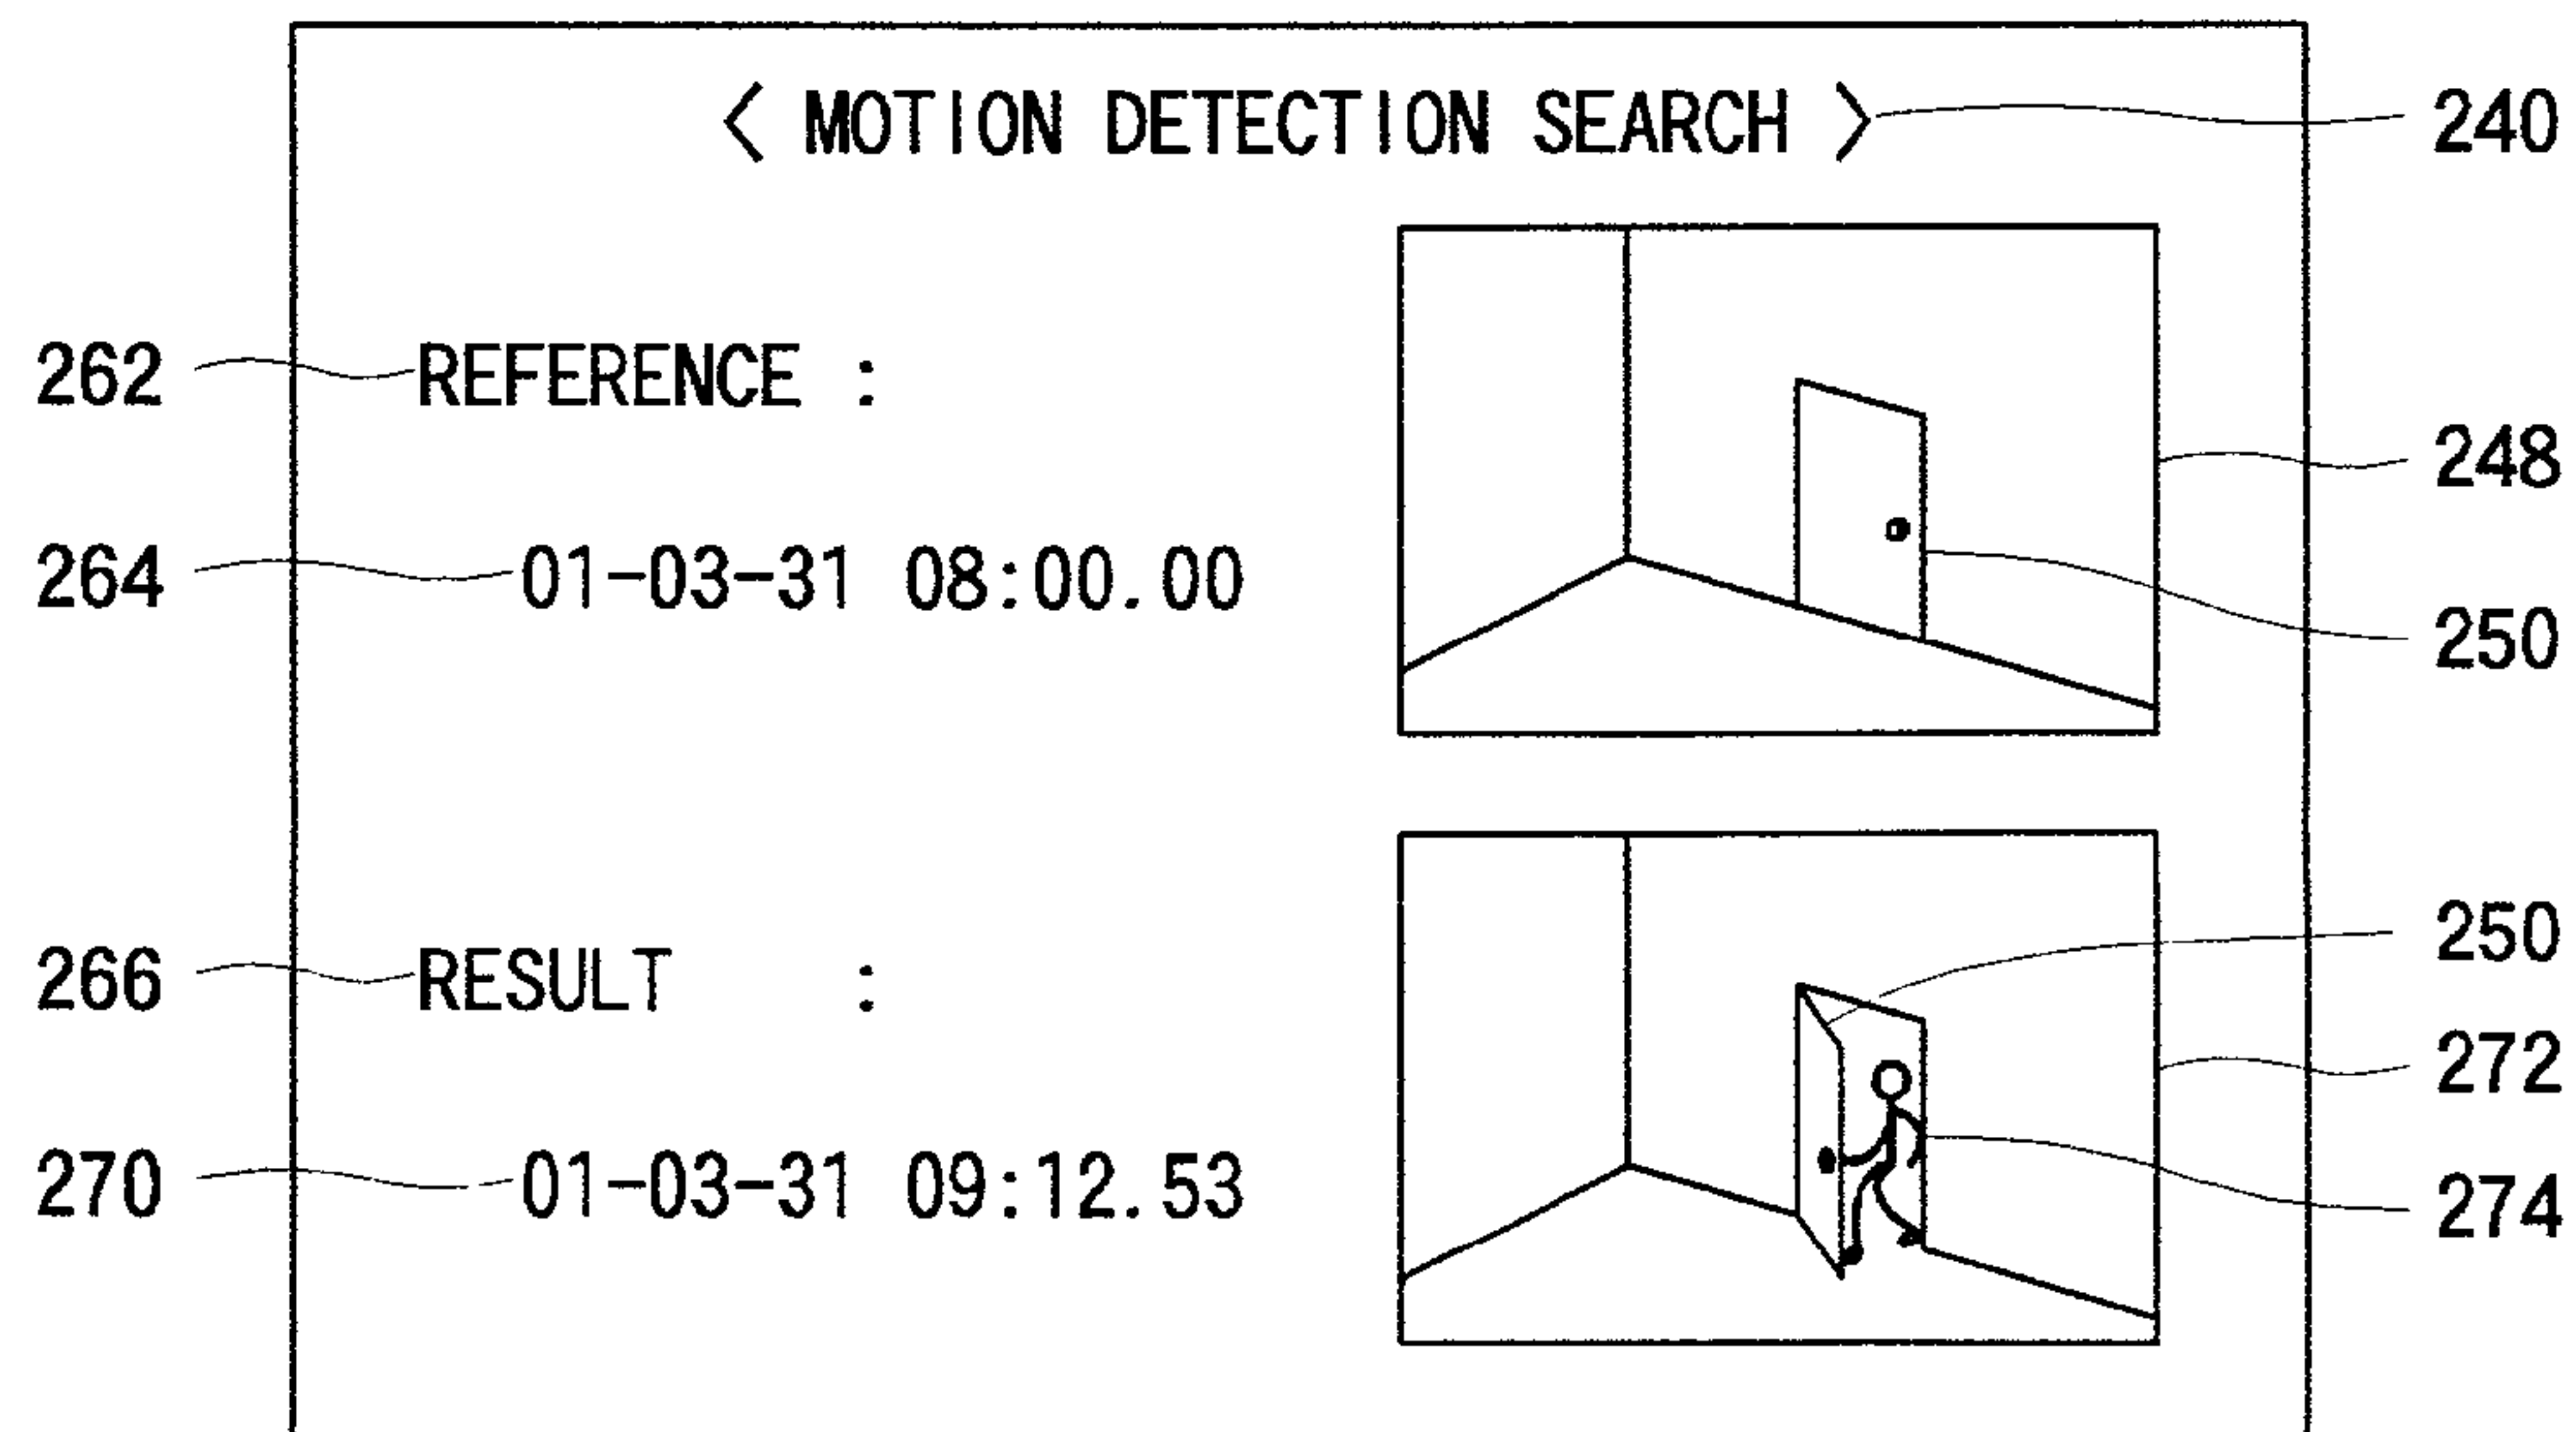 < MOTION DETECTION SEARCH > 240
262 REFERENCE :
248
264 01-03-31 08:00.00
250
250
266 RESULT :
272
270 01-03-31 09:12.53
274